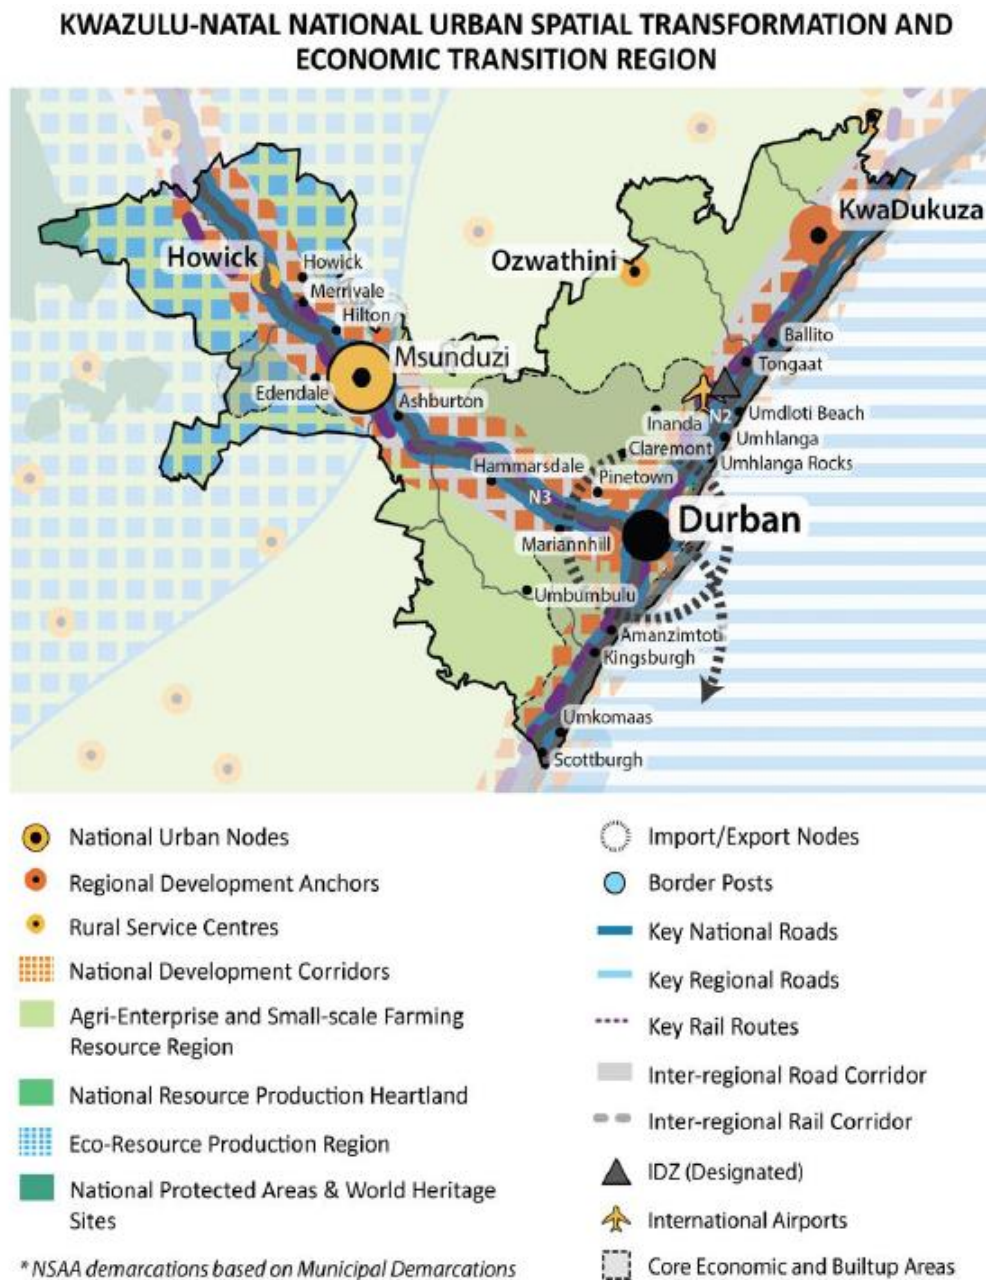 KWAZULU-NATAL NATIONAL URBAN SPATIAL TRANSFORMATION AND
ECONOMIC TRANSITION REGION
KwaDukuza
Howick
Howick
Ozwathini
Merrivale
Hilton
Ballito
Msunduzi
Tongaat
Edendale
Ashburton
N2
Umdloti Beach
Inanda
Umhlanga
Claremont
Umhlanga Rocks
Hammarsdale
Pinetown
N3
Durban
Mariannhill
Umbumbulu
Amanzimtoti
Kingsburgh
Umkomaas
Scottburgh
National Urban Nodes
Regional Development Anchors
Rural Service Centres
National Development Corridors
Agri-Enterprise and Small-scale Farming
Resource Region
National Resource Production Heartland
Eco-Resource Production Region
National Protected Areas & World Heritage
Sites
* NSAA demarcations based on Municipal Demarcations
Import/Export Nodes
Border Posts
Key National Roads
Key Regional Roads
Key Rail Routes
Inter-regional Road Corridor
Inter-regional Rail Corridor
IDZ (Designated)
International Airports
Core Economic and Builtup Areas